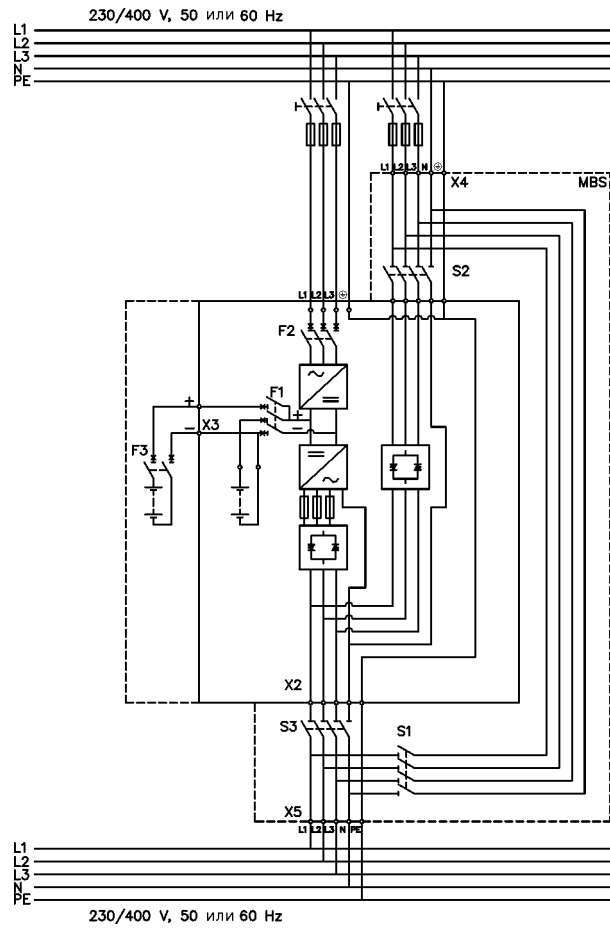 230/400 V, 50 или 60 Hz
L1
L2
L3
N
PE
L1 L2 L3 N ⏚
X4
MBS
S2
L1 L2 L3 ⏚
F2
F1
+
+
X3
−
−
F3
X2
S3
S1
X5
L1 L2 L3 N PE
L1
L2
L3
N
PE
230/400 V, 50 или 60 Hz